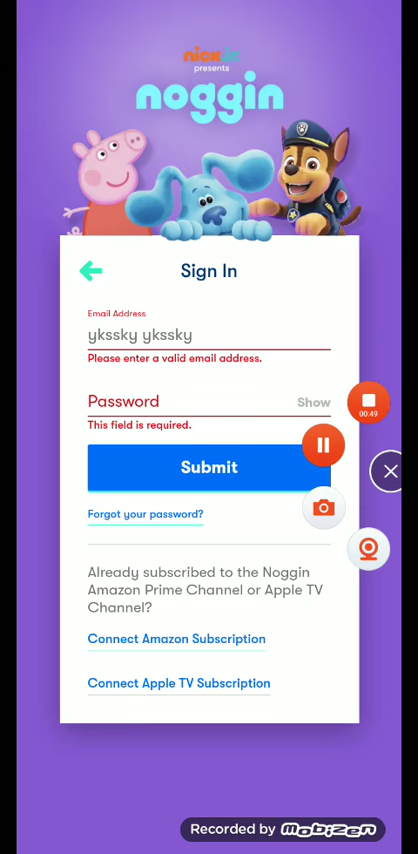 nick jr.
presents
noggin
Sign In
Email Address
yksky yksky
Please enter a valid email address.
Password
Show
This field is required.
00:49
Submit
Forgot your password?
Already subscribed to the Noggin
Amazon Prime Channel or Apple TV
Channel?
Connect Amazon Subscription
Connect Apple TV Subscription
Recorded by Mobizen